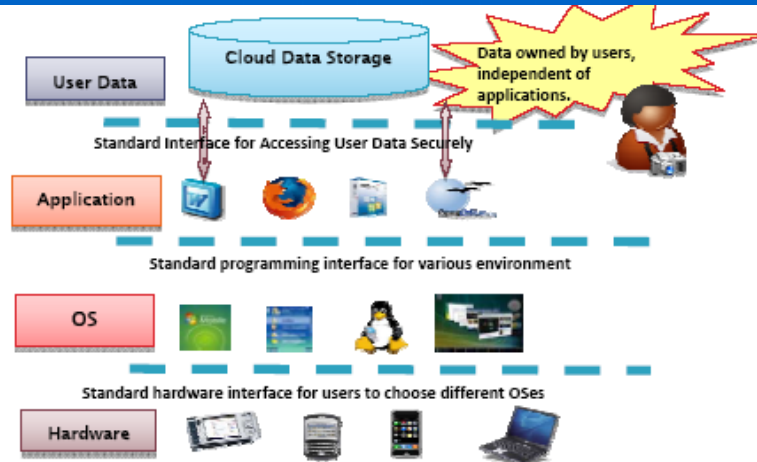 Cloud Data Storage
Data owned by users,
independent of
applications.
User Data
Standard Interface for Accessing User Data Securely
Application
Standard programming interface for various environment
OS
Standard hardware interface for users to choose different OSes
Hardware